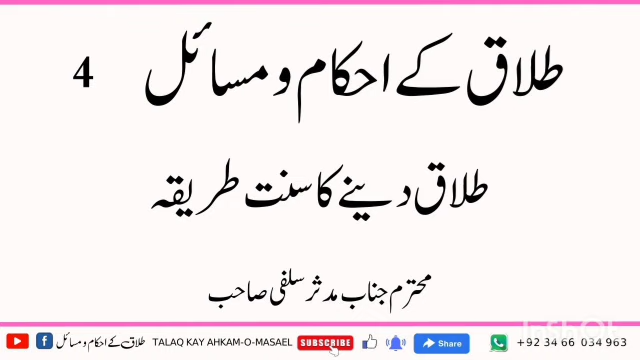 طلاق کے احکام و مسائل 4
طلاق دینے کا سنت طریقہ
محترم جناب مدثر سلفی صاحب
طلاق کے احکام و مسائل TALAQ KAY AHKAM-O-MASAEL SUBSCRIBE Share +92 34 66 034 963
InShot